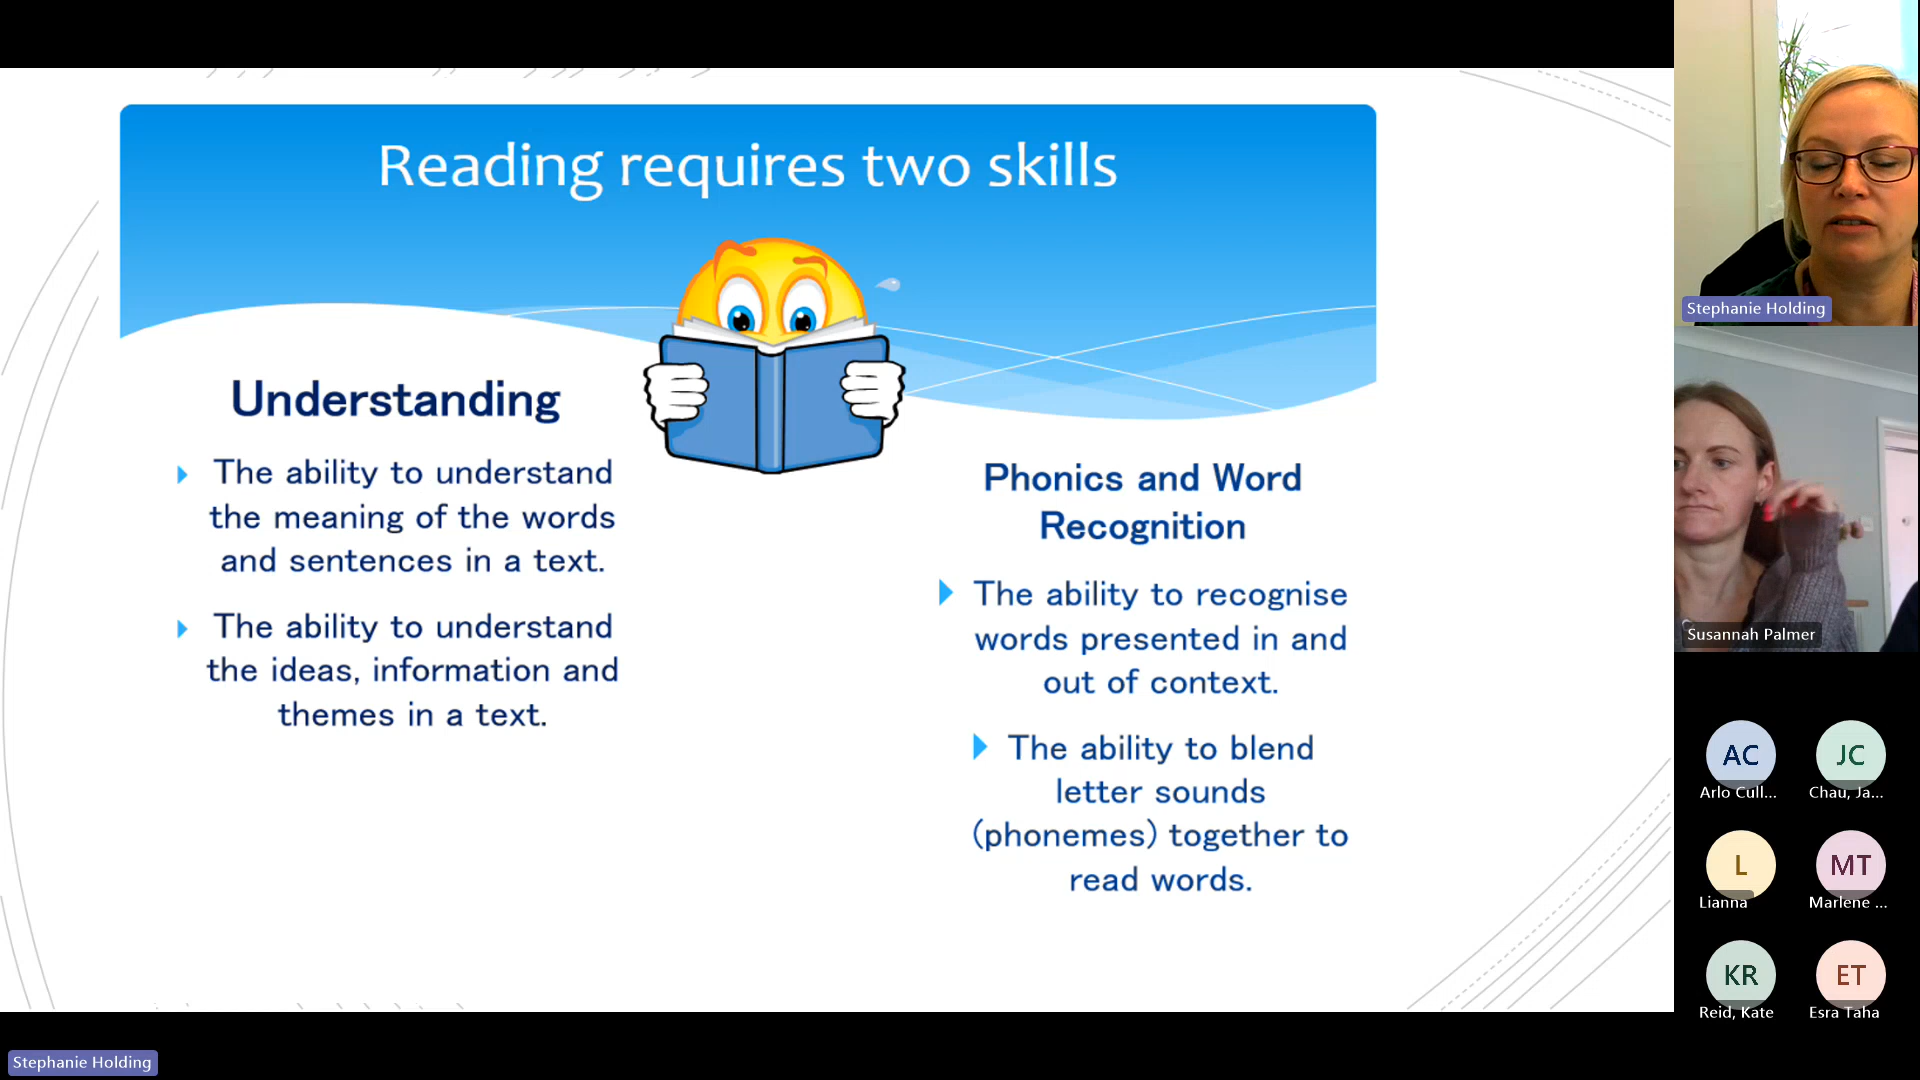 Reading requires two skills
Understanding
The ability to understand
the meaning of the words
and sentences in a text.
The ability to understand
the ideas, information and
themes in a text.
Phonics and Word
Recognition
The ability to recognise
words presented in and
out of context.
The ability to blend
letter sounds
(phonemes) together to
read words.
Stephanie Holding
Susannah Palmer
AC
JC
Arlo Cull...
Chau, Ja...
L
MT
Lianna
Marlene ...
KR
ET
Reid, Kate
Esra Taha
Stephanie Holding